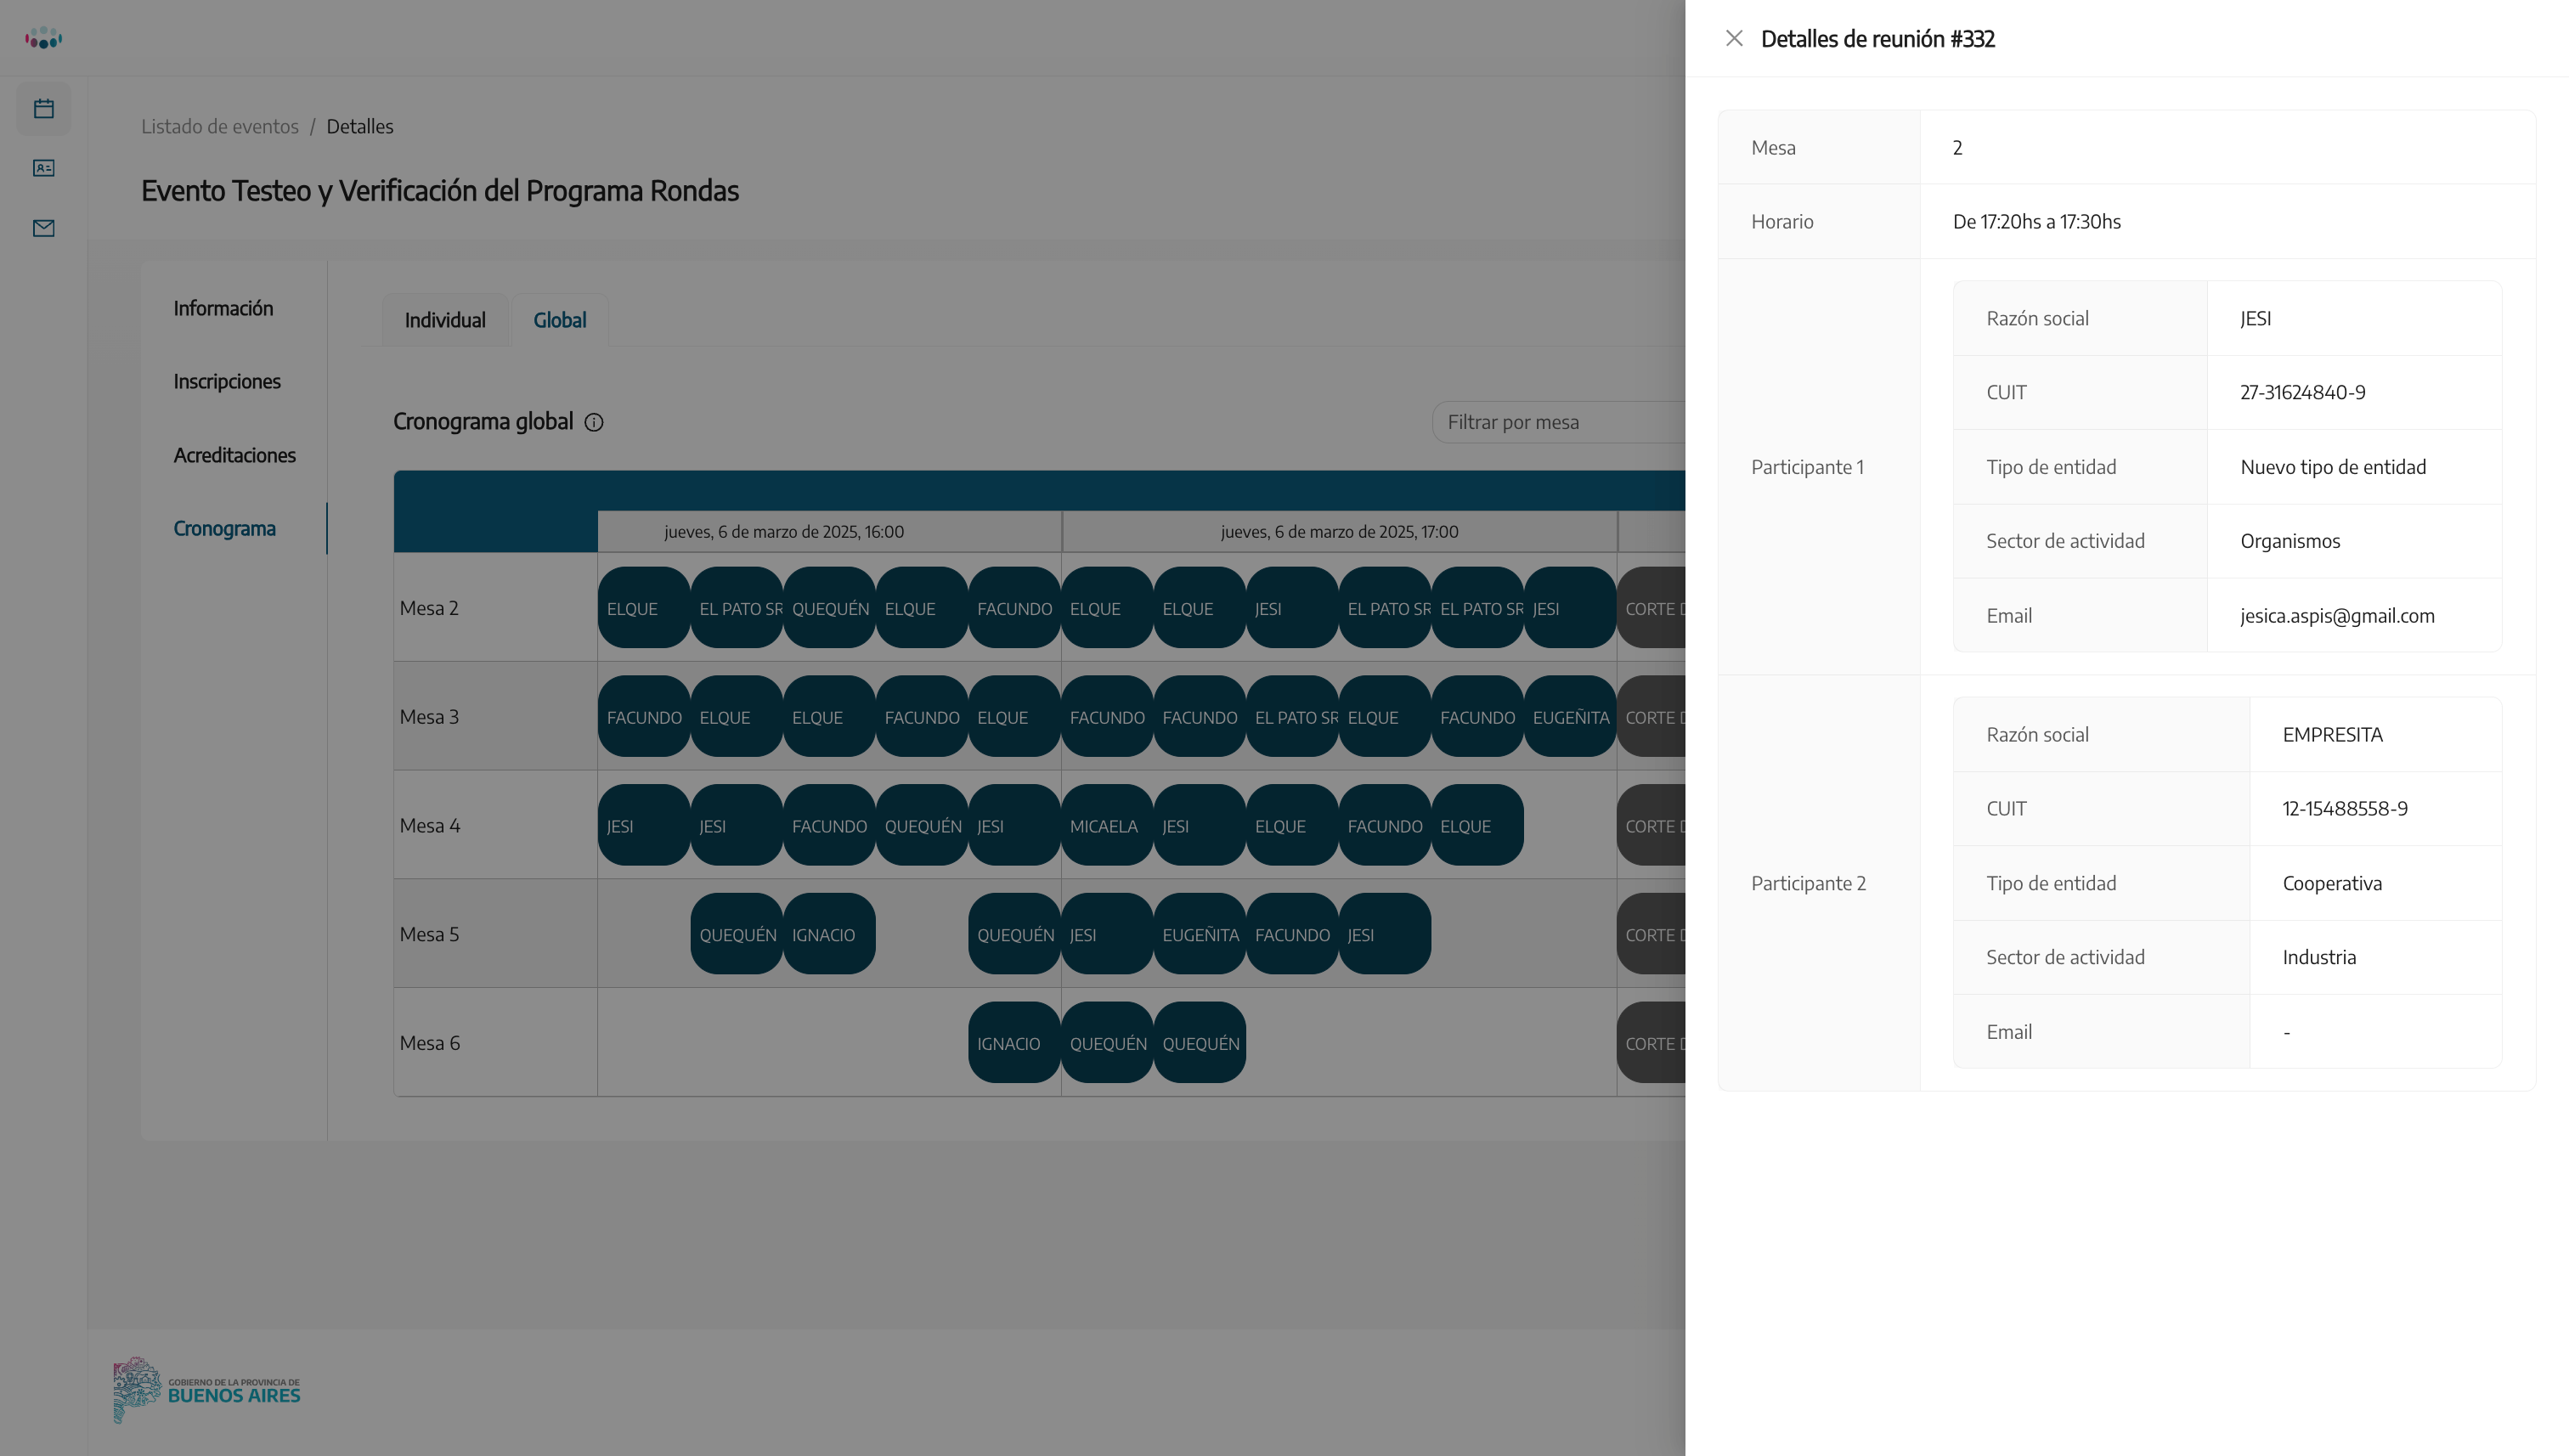 Detalles de reunión #332
Listado de eventos / Detalles
Evento Testeo y Verificación del Programa Rondas
Información
Inscripciones
Acreditaciones
Cronograma
Individual
Global
Cronograma global
Filtrar por mesa
jueves, 6 de marzo de 2025, 16:00
jueves, 6 de marzo de 2025, 17:00
Mesa 2
ELQUE
EL PATO SR
QUEQUÉN
ELQUE
FACUNDO
ELQUE
ELQUE
JESI
EL PATO SR
EL PATO SR
JESI
CORTE D
Mesa 3
FACUNDO
ELQUE
ELQUE
FACUNDO
ELQUE
FACUNDO
FACUNDO
EL PATO SR
ELQUE
FACUNDO
EUGEÑITA
CORTE D
Mesa 4
JESI
JESI
FACUNDO
QUEQUÉN
JESI
MICAELA
JESI
ELQUE
FACUNDO
ELQUE
CORTE D
Mesa 5
QUEQUÉN
IGNACIO
QUEQUÉN
JESI
EUGEÑITA
FACUNDO
JESI
CORTE D
Mesa 6
IGNACIO
QUEQUÉN
QUEQUÉN
CORTE D
GOBIERNO DE LA PROVINCIA DE
BUENOS AIRES
Mesa 2
Horario De 17:20hs a 17:30hs
Participante 1
Razón social JESI
CUIT 27-31624840-9
Tipo de entidad Nuevo tipo de entidad
Sector de actividad Organismos
Email jesica.aspis@gmail.com
Participante 2
Razón social EMPRESITA
CUIT 12-15488558-9
Tipo de entidad Cooperativa
Sector de actividad Industria
Email -